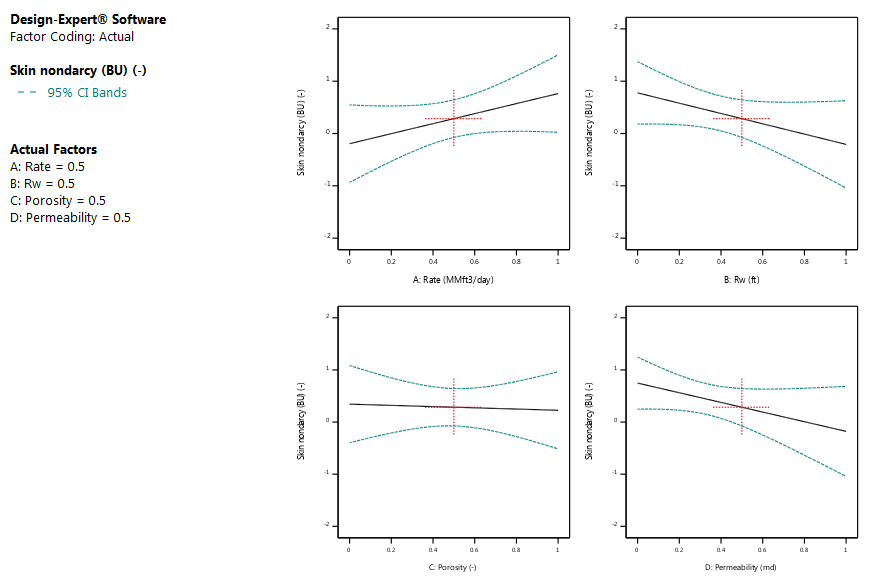 Design-Expert® Software
Factor Coding: Actual
Skin nondarcy (BU) (-)
95% CI Bands
Actual Factors
A: Rate = 0.5
B: Rw = 0.5
C: Porosity = 0.5
D: Permeability = 0.5
Skin nondarcy (BU) (-)
2
1
0
-1
-2
0 0.2 0.4 0.6 0.8 1
A: Rate (MMft3/day)
Skin nondarcy (BU) (-)
2
1
0
-1
-2
0 0.2 0.4 0.6 0.8 1
B: Rw (ft)
Skin nondarcy (BU) (-)
2
1
0
-1
-2
0 0.2 0.4 0.6 0.8 1
C: Porosity (-)
Skin nondarcy (BU) (-)
2
1
0
-1
-2
0 0.2 0.4 0.6 0.8 1
D: Permeability (md)